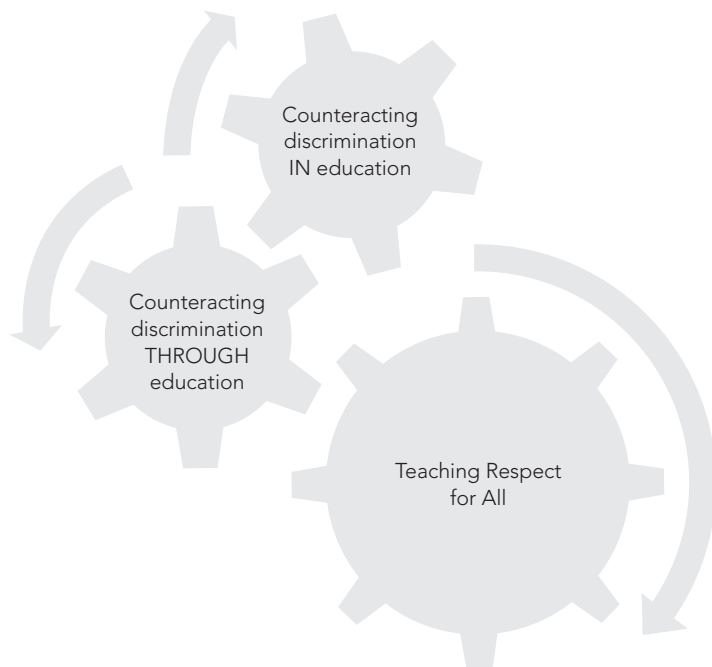 Counteracting
discrimination
IN education
Counteracting
discrimination
THROUGH
education
Teaching Respect
for All